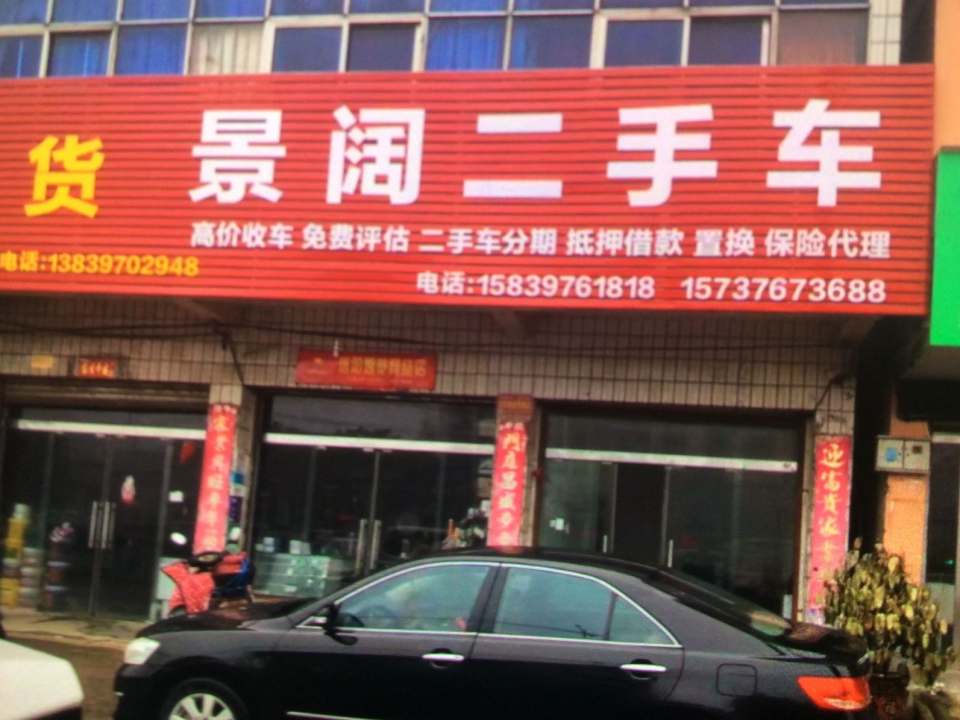 货
景阔二手车
高价收车 免费评估 二手车分期 抵押借款 置换 保险代理
电话:13839702948
电话:15839761818 15737673688